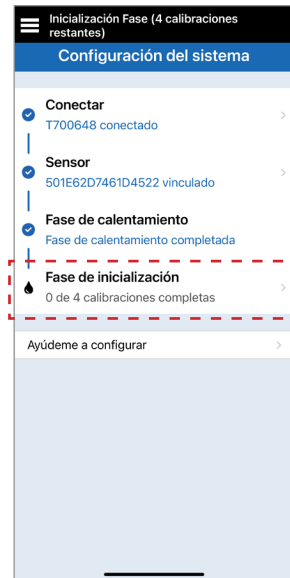 Inicialización Fase (4 calibraciones
restantes)
Configuración del sistema
Conectar
T700648 conectado
Sensor
501E62D7461D4522 vinculado
Fase de calentamiento
Fase de calentamiento completada
Fase de inicialización
0 de 4 calibraciones completas
Ayúdeme a configurar